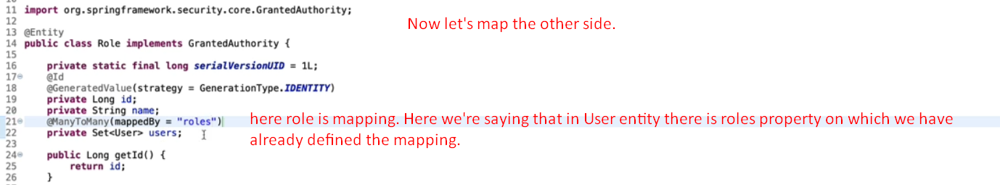 11 import org.springframework.security.core.GrantedAuthority;
12
Now let's map the other side.
13 @Entity
14 public class Role implements GrantedAuthority {
15
16 private static final long serialVersionUID = 1L;
17 @Id
18 @GeneratedValue(strategy = GenerationType.IDENTITY)
19 private Long id;
20 private String name;
21 @ManyToMany(mappedBy = "roles")
here role is mapping. Here we're saying that in User entity there is roles property on which we have
22 private Set<User> users;
already defined the mapping.
23
24 public Long getId() {
25 return id;
26 }